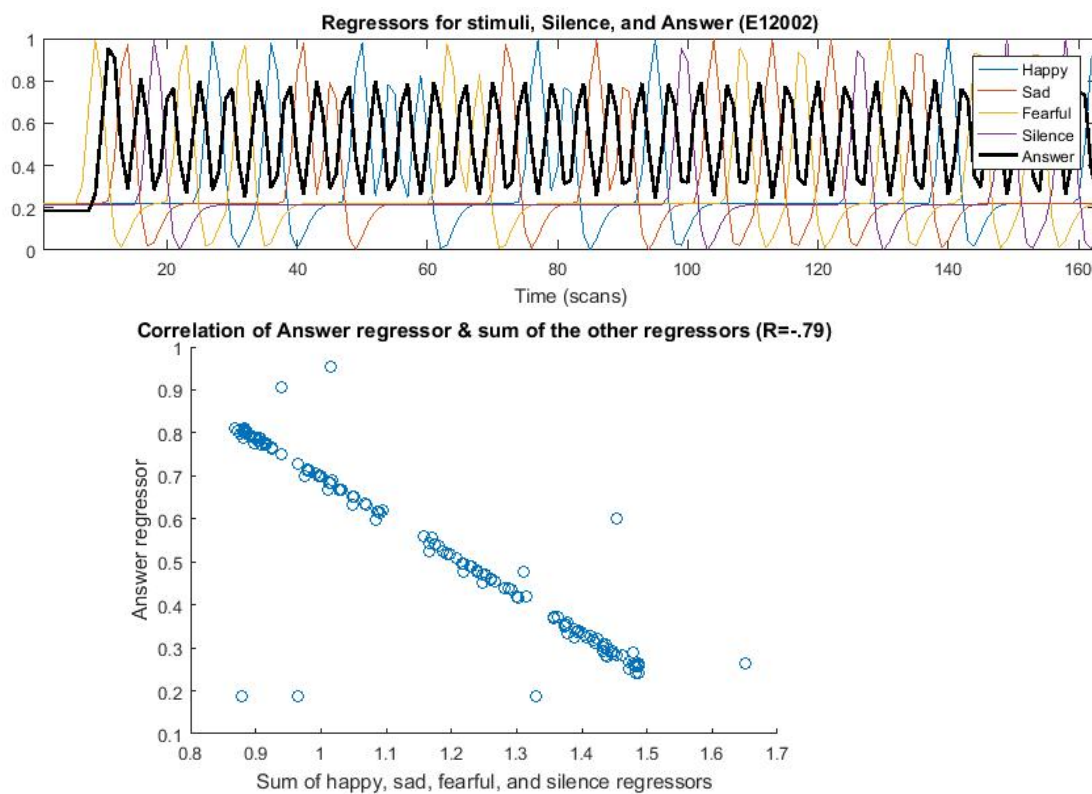 Regressors for stimuli, Silence, and Answer (E12002)
1
0.8
0.6
0.4
0.2
0
Happy
Sad
Fearful
Silence
Answer
20 40 60 80 100 120 140 160
Time (scans)
Correlation of Answer regressor & sum of the other regressors (R=-.79)
Answer regressor
1
0.9
0.8
0.7
0.6
0.5
0.4
0.3
0.2
0.1
0.8 0.9 1 1.1 1.2 1.3 1.4 1.5 1.6 1.7
Sum of happy, sad, fearful, and silence regressors